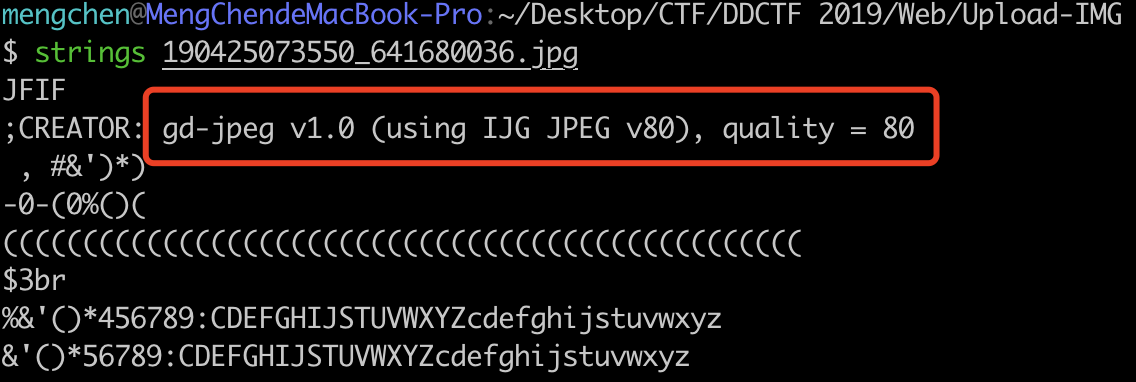 mengchen@MengChendeMacBook-Pro:~/Desktop/CTF/DDCTF 2019/Web/Upload-IMG
$ strings 190425073550_641680036.jpg
JFIF
;CREATOR: gd-jpeg v1.0 (using IJG JPEG v80), quality = 80
 , #&')*)
-0-(0%()(
((((((((((((((((((((((((((((((((((((((((((((((((((
$3br
%&'()*456789:CDEFGHIJSTUVWXYZcdefghijstuvwxyz
&'()*56789:CDEFGHIJSTUVWXYZcdefghijstuvwxyz